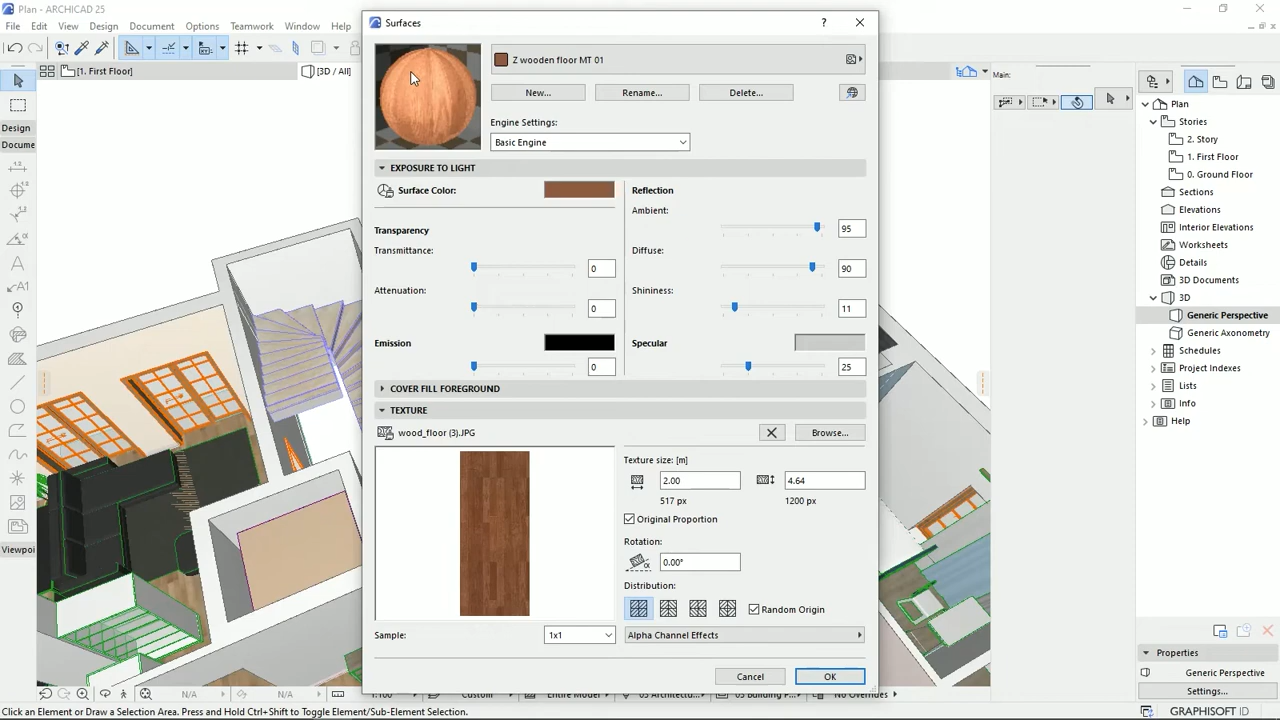 Plan - ARCHICAD 25
File Edit View Design Document Options Teamwork Window Help
[1. First Floor]
[3D / All]
Main:
Design
Docume
Viewpoi
Surfaces
?
Z wooden floor MT 01
New...
Rename...
Delete...
Engine Settings:
Basic Engine
EXPOSURE TO LIGHT
Surface Color:
Reflection
Transparency
Ambient:
95
Transmittance:
0
Diffuse:
90
Attenuation:
0
Shininess:
11
Emission
0
Specular
25
COVER FILL FOREGROUND
TEXTURE
wood_floor (3).JPG
Browse...
Texture size: [m]
2.00
4.64
517 px
1200 px
Original Proportion
Rotation:
0.00°
Distribution:
Random Origin
Sample:
1x1
Alpha Channel Effects
Cancel
OK
Plan
Stories
2. Story
1. First Floor
0. Ground Floor
Sections
Elevations
Interior Elevations
Worksheets
Details
3D Documents
3D
Generic Perspective
Generic Axonometry
Schedules
Project Indexes
Lists
Info
Help
Properties
Generic Perspective
Settings...
N/A
N/A
1:100
Custom
Entire Model
03 Architectu...
03 Building P...
No Overrides
Click an Element or Draw a Selection Area. Press and Hold Ctrl+Shift to Toggle Element/Sub-Element Selection.
GRAPHISOFT ID